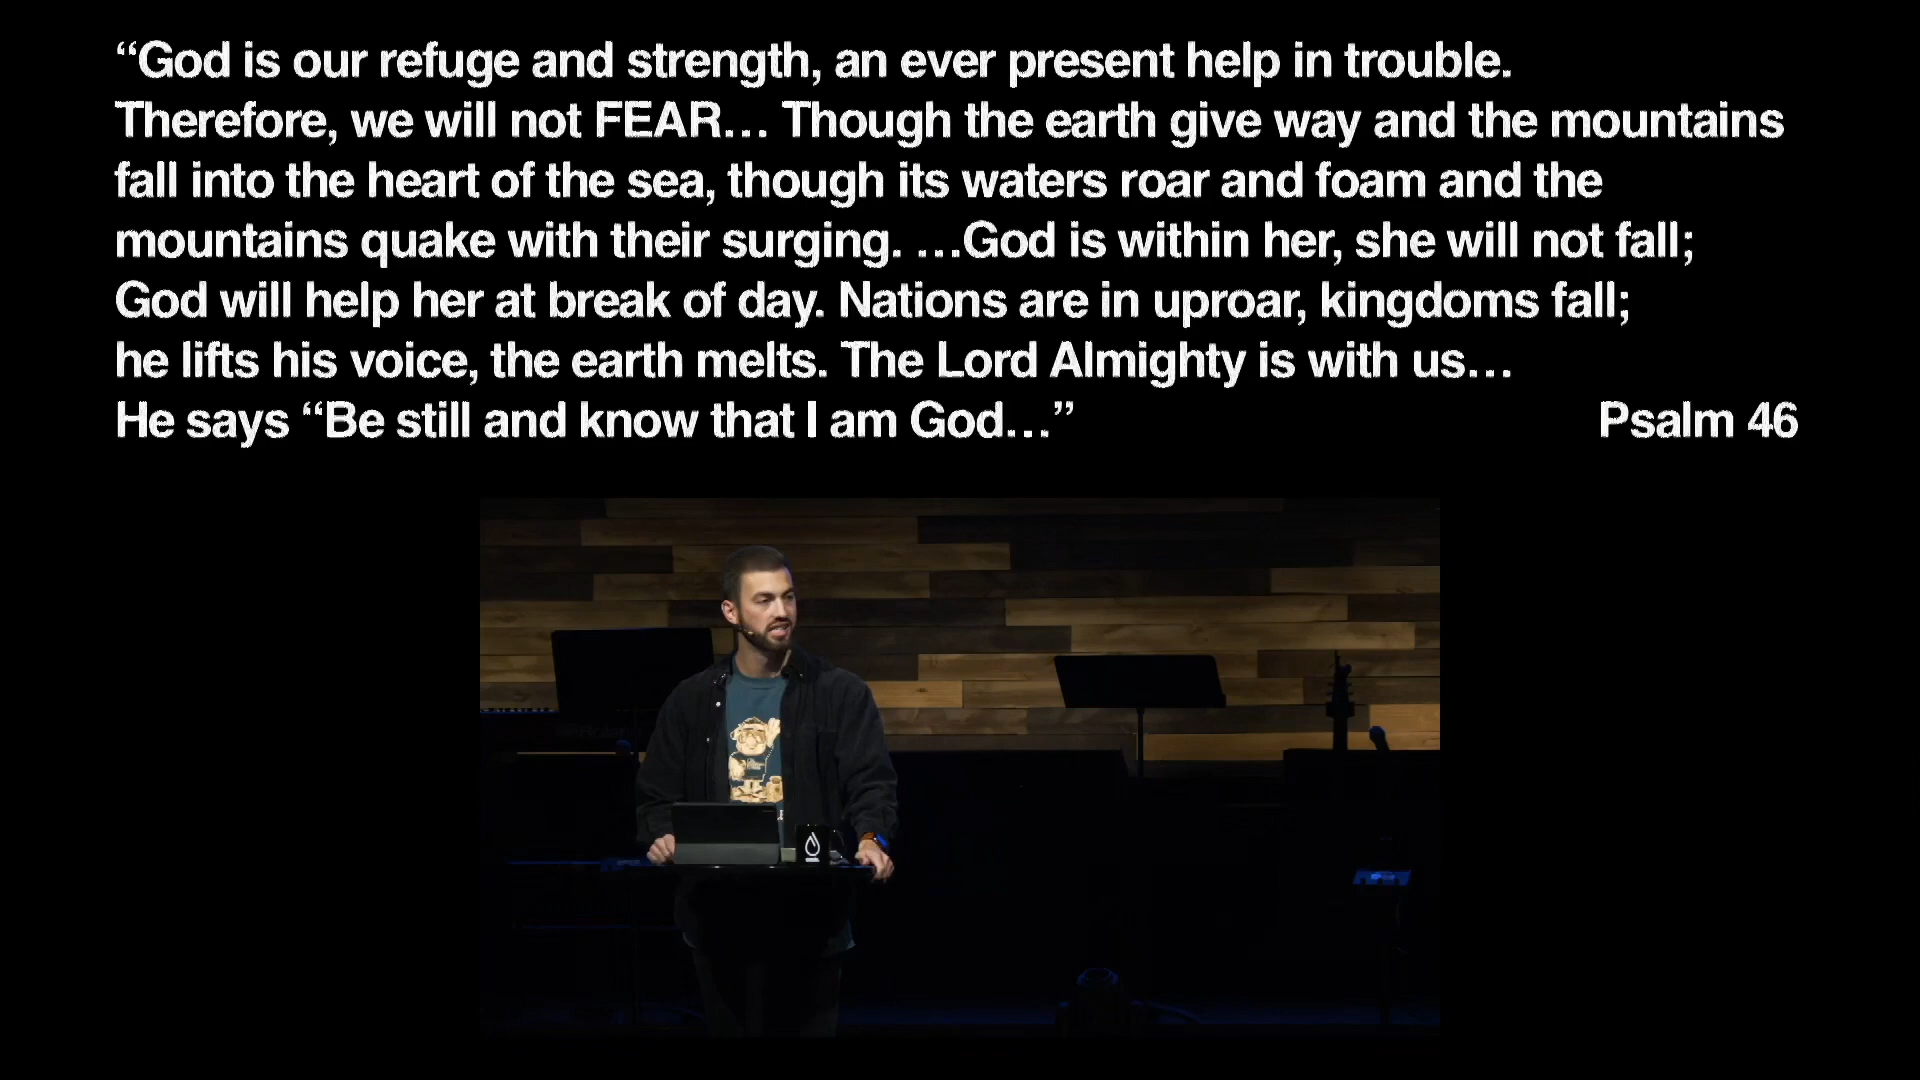 “God is our refuge and strength, an ever present help in trouble.
Therefore, we will not FEAR… Though the earth give way and the mountains
fall into the heart of the sea, though its waters roar and foam and the
mountains quake with their surging. …God is within her, she will not fall;
God will help her at break of day. Nations are in uproar, kingdoms fall;
he lifts his voice, the earth melts. The Lord Almighty is with us…
He says “Be still and know that I am God…” Psalm 46